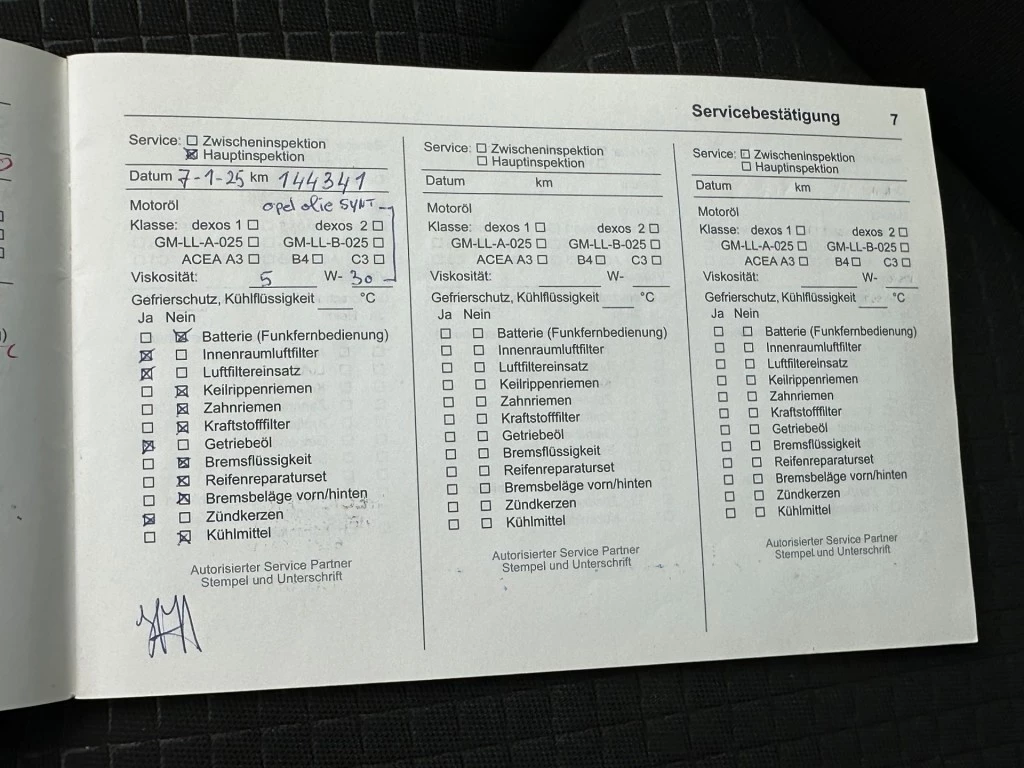 Servicebestätigung 7
Service: ☐ Zwischeninspektion
☒ Hauptinspektion
Datum 7-1-25 km 144341
Motoröl opel olie SYNT
Klasse: dexos 1 ☐ dexos 2 ☐
GM-LL-A-025 ☐ GM-LL-B-025 ☐
ACEA A3 ☐ B4 ☐ C3 ☐
Viskosität: 5 W- 30
Gefrierschutz, Kühlflüssigkeit ___ °C
Ja Nein
☐ ☒ Batterie (Funkfernbedienung)
☒ ☐ Innenraumluftfilter
☒ ☐ Luftfiltereinsatz
☐ ☒ Keilrippenriemen
☐ ☒ Zahnriemen
☐ ☒ Kraftstofffilter
☒ ☐ Getriebeöl
☐ ☒ Bremsflüssigkeit
☐ ☒ Reifenreparaturset
☐ ☒ Bremsbeläge vorn/hinten
☒ ☐ Zündkerzen
☐ ☒ Kühlmittel
Autorisierter Service Partner
Stempel und Unterschrift
Service: ☐ Zwischeninspektion
☐ Hauptinspektion
Datum km
Motoröl
Klasse: dexos 1 ☐ dexos 2 ☐
GM-LL-A-025 ☐ GM-LL-B-025 ☐
ACEA A3 ☐ B4 ☐ C3 ☐
Viskosität: ___ W- ___
Gefrierschutz, Kühlflüssigkeit ___ °C
Ja Nein
☐ ☐ Batterie (Funkfernbedienung)
☐ ☐ Innenraumluftfilter
☐ ☐ Luftfiltereinsatz
☐ ☐ Keilrippenriemen
☐ ☐ Zahnriemen
☐ ☐ Kraftstofffilter
☐ ☐ Getriebeöl
☐ ☐ Bremsflüssigkeit
☐ ☐ Reifenreparaturset
☐ ☐ Bremsbeläge vorn/hinten
☐ ☐ Zündkerzen
☐ ☐ Kühlmittel
Autorisierter Service Partner
Stempel und Unterschrift
Service: ☐ Zwischeninspektion
☐ Hauptinspektion
Datum km
Motoröl
Klasse: dexos 1 ☐ dexos 2 ☐
GM-LL-A-025 ☐ GM-LL-B-025 ☐
ACEA A3 ☐ B4 ☐ C3 ☐
Viskosität: ___ W- ___
Gefrierschutz, Kühlflüssigkeit ___ °C
Ja Nein
☐ ☐ Batterie (Funkfernbedienung)
☐ ☐ Innenraumluftfilter
☐ ☐ Luftfiltereinsatz
☐ ☐ Keilrippenriemen
☐ ☐ Zahnriemen
☐ ☐ Kraftstofffilter
☐ ☐ Getriebeöl
☐ ☐ Bremsflüssigkeit
☐ ☐ Reifenreparaturset
☐ ☐ Bremsbeläge vorn/hinten
☐ ☐ Zündkerzen
☐ ☐ Kühlmittel
Autorisierter Service Partner
Stempel und Unterschrift